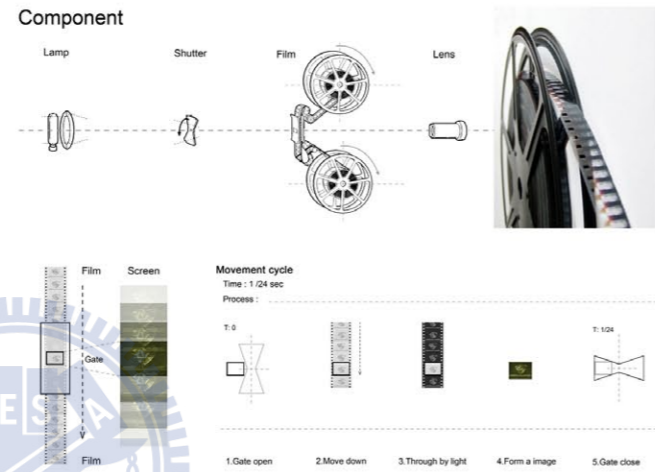 Component
Lamp
Shutter
Film
Lens
Film
Screen
Gate
Film
Movement cycle
Time : 1 /24 sec
Process :
T: 0
T: 1/24
1.Gate open
2.Move down
3.Through by light
4.Form a image
5.Gate close